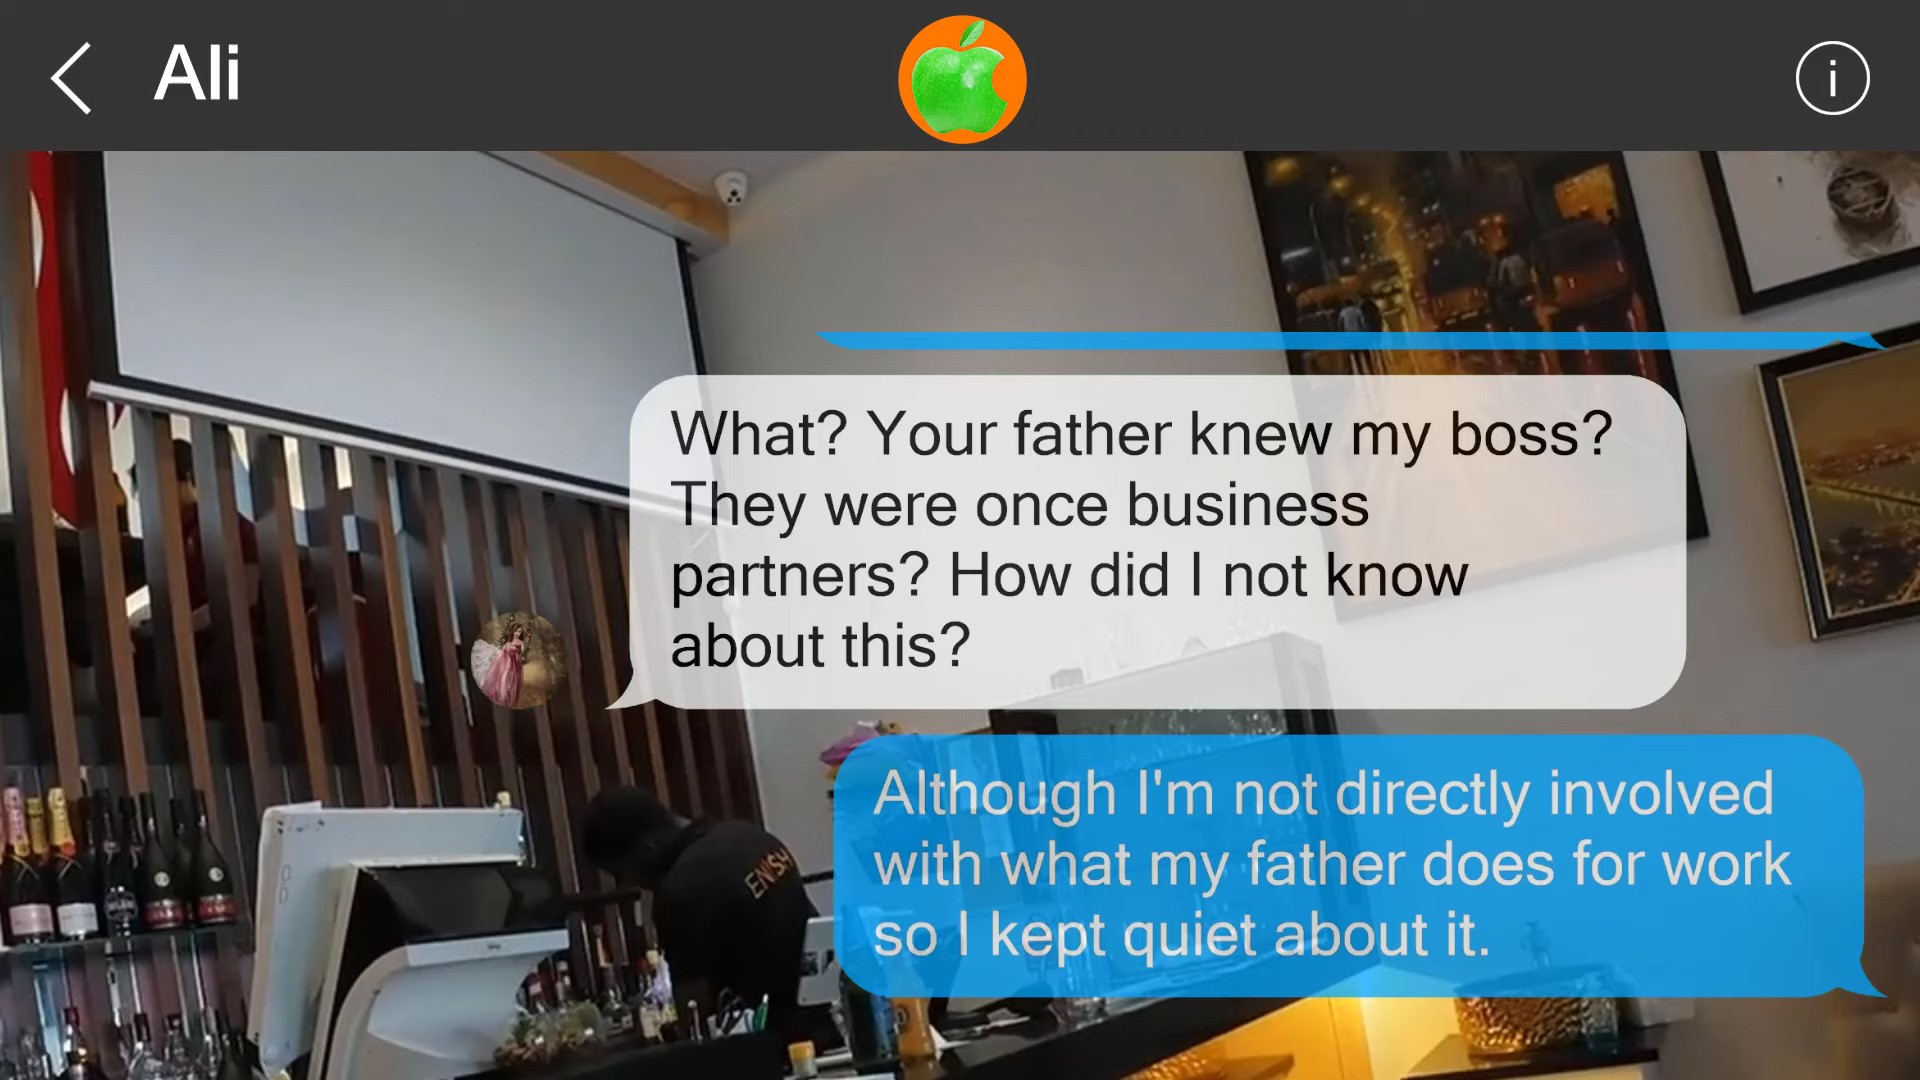 Ali
What? Your father knew my boss?
They were once business
partners? How did I not know
about this?
Although I'm not directly involved
with what my father does for work
so I kept quiet about it.
ENISH